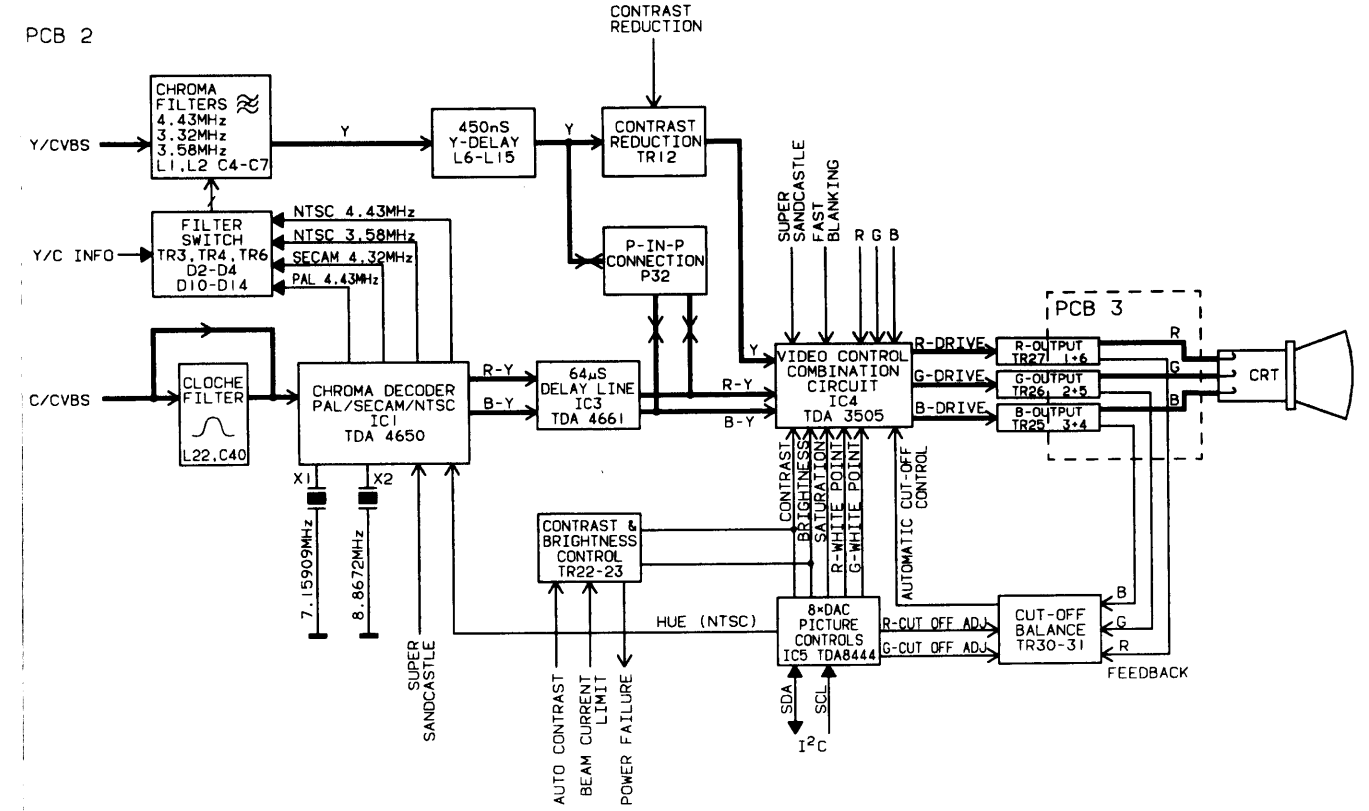 PCB 2
CONTRAST
REDUCTION
CHROMA
FILTERS
4.43MHz
3.32MHz
3.58MHz
L1,L2 C4-C7
Y/CVBS
Y
450nS
Y-DELAY
L6-L15
Y
CONTRAST
REDUCTION
TR12
FILTER
SWITCH
TR3,TR4,TR6
D2-D4
D10-D14
Y/C INFO
NTSC 4.43MHz
NTSC 3.58MHz
SECAM 4.32MHz
PAL 4.43MHz
P-IN-P
CONNECTION
P32
SUPER
SANDCASTLE
FAST
BLANKING
R G B
C/CVBS
CLOCHE
FILTER
L22,C40
CHROMA DECODER
PAL/SECAM/NTSC
IC1
TDA 4650
R-Y
B-Y
64µS
DELAY LINE
IC3
TDA 4661
Y
R-Y
B-Y
VIDEO CONTROL
COMBINATION
CIRCUIT
IC4
TDA 3505
R-DRIVE
G-DRIVE
B-DRIVE
PCB 3
R-OUTPUT
TR27 1+6
G-OUTPUT
TR26 2+5
B-OUTPUT
TR25 3+4
R
G
B
CRT
X1
X2
7.15909MHz
8.8672MHz
SUPER
SANDCASTLE
CONTRAST &
BRIGHTNESS
CONTROL
TR22-23
AUTO CONTRAST
BEAM CURRENT
LIMIT
POWER FAILURE
CONTRAST
BRIGHTNESS
SATURATION
R-WHITE POINT
G-WHITE POINT
AUTOMATIC CUT-OFF
CONTROL
HUE (NTSC)
8*DAC
PICTURE
CONTROLS
IC5 TDA8444
R-CUT OFF ADJ
G-CUT OFF ADJ
SDA
SCL
I²C
CUT-OFF
BALANCE
TR30-31
B
G
R
FEEDBACK